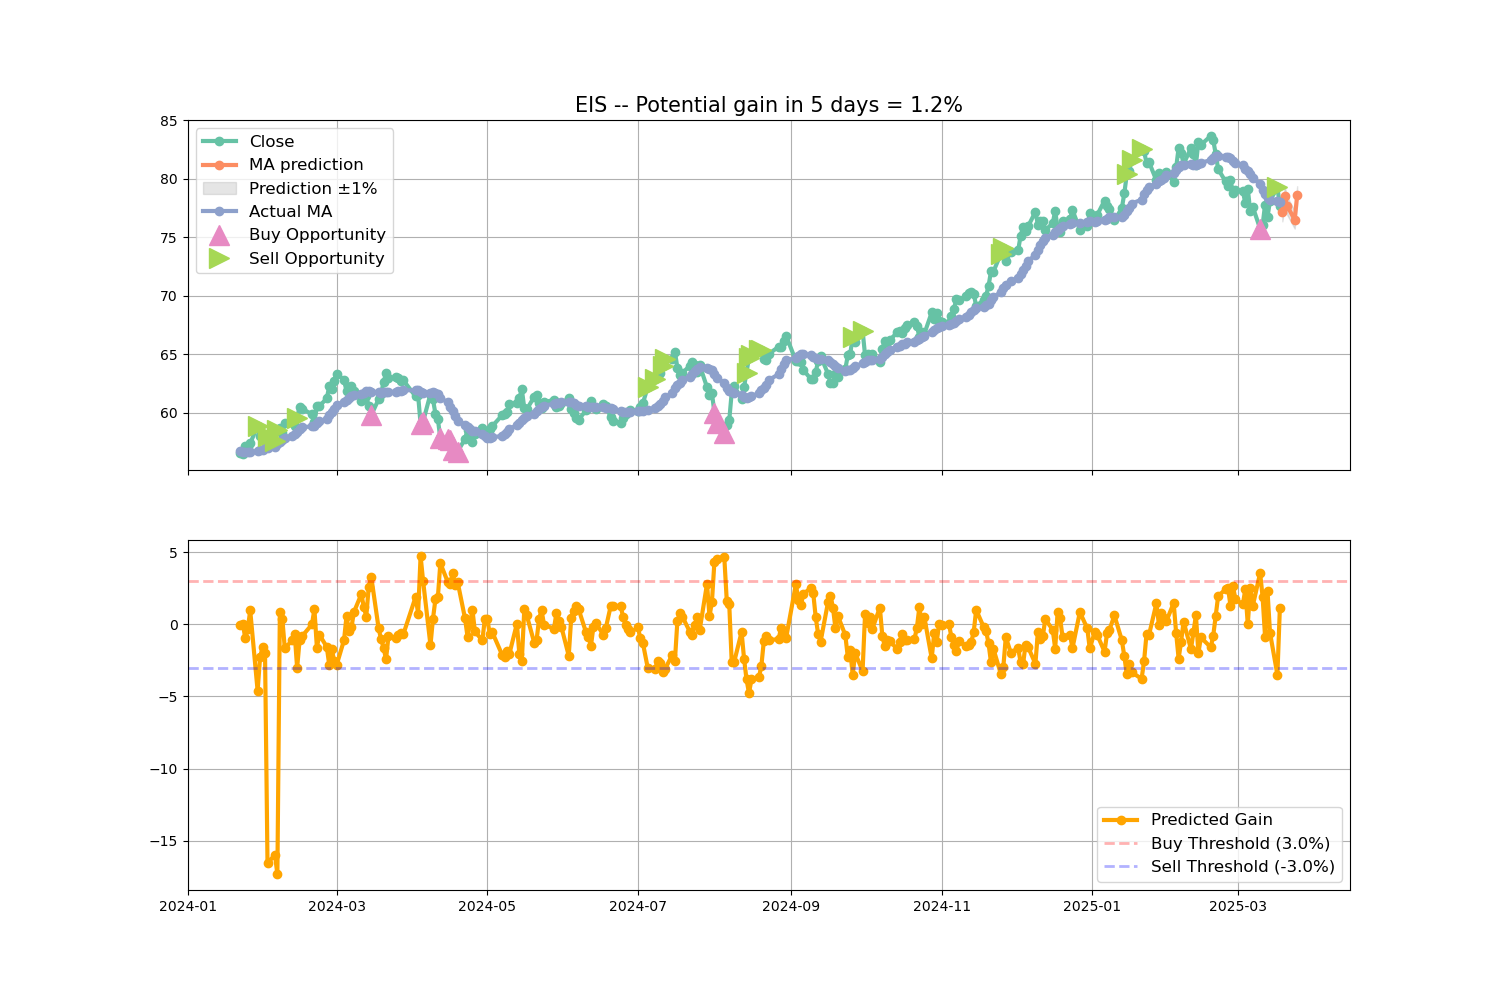 EIS -- Potential gain in 5 days = 1.2%
85
80
75
70
65
60
Close
MA prediction
Prediction ±1%
Actual MA
Buy Opportunity
Sell Opportunity
5
0
−5
−10
−15
Predicted Gain
Buy Threshold (3.0%)
Sell Threshold (-3.0%)
2024-01 2024-03 2024-05 2024-07 2024-09 2024-11 2025-01 2025-03